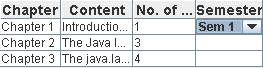 Chapter Content No. of ... Semester
Chapter 1 Introductio... 1 Sem 1
Chapter 2 The Java l... 3
Chapter 3 The java.la... 4